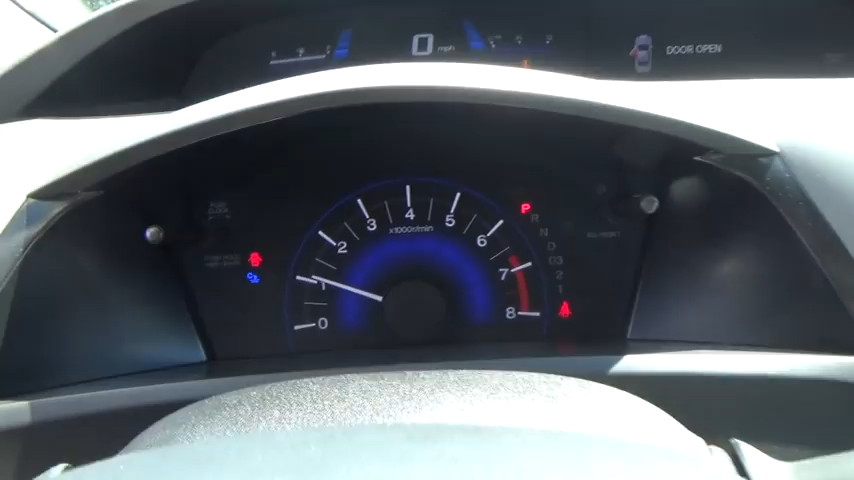 0 mph
DOOR OPEN
0 1 2 3 4 5 6 7 8
x1000r/min
P
R
N
D
D3
2
1